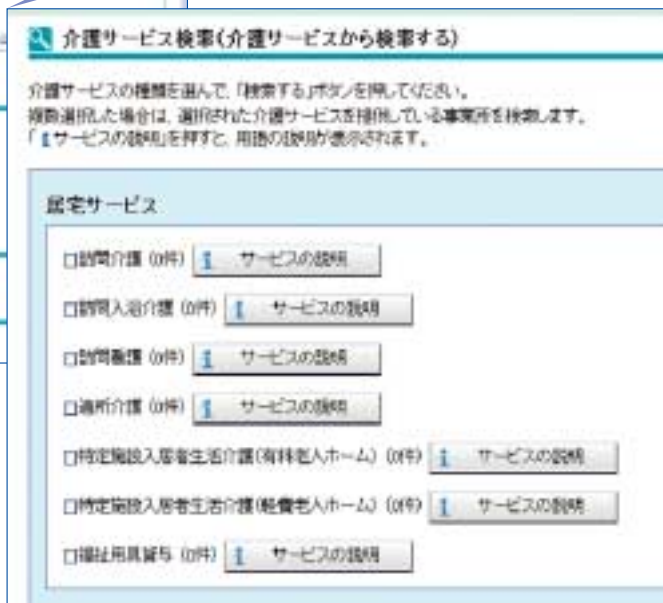 介護サービス検索(介護サービスから検索する)
介護サービスの種類を選んで、「検索する」ボタンを押してください。
複数選択した場合は、選択された介護サービスを提供している事業所を検索します。
「iサービスの説明」を押すと、用語の説明が表示されます。
居宅サービス
□訪問介護 (0件) i サービスの説明
□訪問入浴介護 (0件) i サービスの説明
□訪問看護 (0件) i サービスの説明
□通所介護 (0件) i サービスの説明
□特定施設入居者生活介護(有料老人ホーム) (0件) i サービスの説明
□特定施設入居者生活介護(軽費老人ホーム) (0件) i サービスの説明
□福祉用具貸与 (0件) i サービスの説明